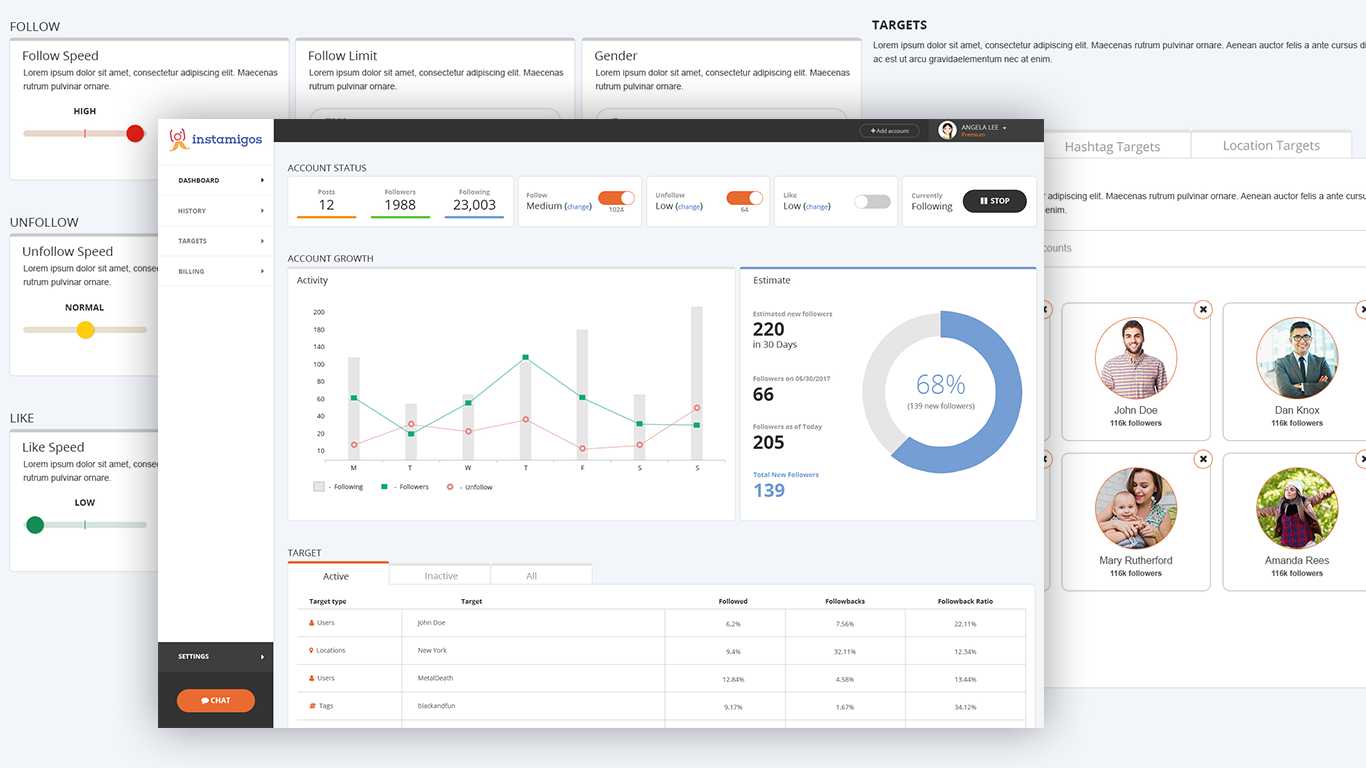 FOLLOW
Follow Speed
Lorem ipsum dolor sit amet, consectetur adipiscing elit. Maecenas
rutrum pulvinar ornare.
HIGH
Follow Limit
Lorem ipsum dolor sit amet, consectetur adipiscing elit. Maecenas
rutrum pulvinar ornare.
Gender
Lorem ipsum dolor sit amet, consectetur adipiscing elit. Maecenas
rutrum pulvinar ornare.
TARGETS
Lorem ipsum dolor sit amet, consectetur adipiscing elit. Maecenas rutrum pulvinar ornare. Aenean auctor felis a ante cursus
ac est ut arcu gravidaelementum nec at enim.
UNFOLLOW
Unfollow Speed
Lorem ipsum dolor sit amet,
rutrum pulvinar ornare.
NORMAL
LIKE
Like Speed
Lorem ipsum dolor sit amet,
rutrum pulvinar ornare.
LOW
instamigos
+ Add account
ANGELA LEE
Premium
DASHBOARD
HISTORY
TARGETS
BILLING
SETTINGS
CHAT
ACCOUNT STATUS
Posts
12
Followers
1988
Following
23,003
Follow
Medium (change)
1024
Unfollow
Low (change)
64
Like
Low (change)
Currently
Following
STOP
ACCOUNT GROWTH
Activity
200
180
140
100
80
60
40
20
10
M T W T F S S
- Following - Followers - Unfollow
Estimate
Estimated new followers
220
in 30 Days
Followers on 05/30/2017
66
Followers as of Today
205
Total New Followers
139
68%
(139 new followers)
TARGET
Active Inactive All
Target type Target Followed Followbacks Followback Ratio
Users John Doe 6.2% 7.56% 22.11%
Locations New York 9.4% 32.11% 12.34%
Users MetalDeath 12.84% 4.58% 13.44%
# Tags blackandfun 9,17% 1.67% 34,12%
Hashtag Targets
Location Targets
adipiscing elit. Maecenas rutrum pulvinar ornare. Aenean auctor felis a ante
enim.
John Doe
116k followers
Dan Knox
116k followers
Mary Rutherford
116k followers
Amanda Rees
116k followers